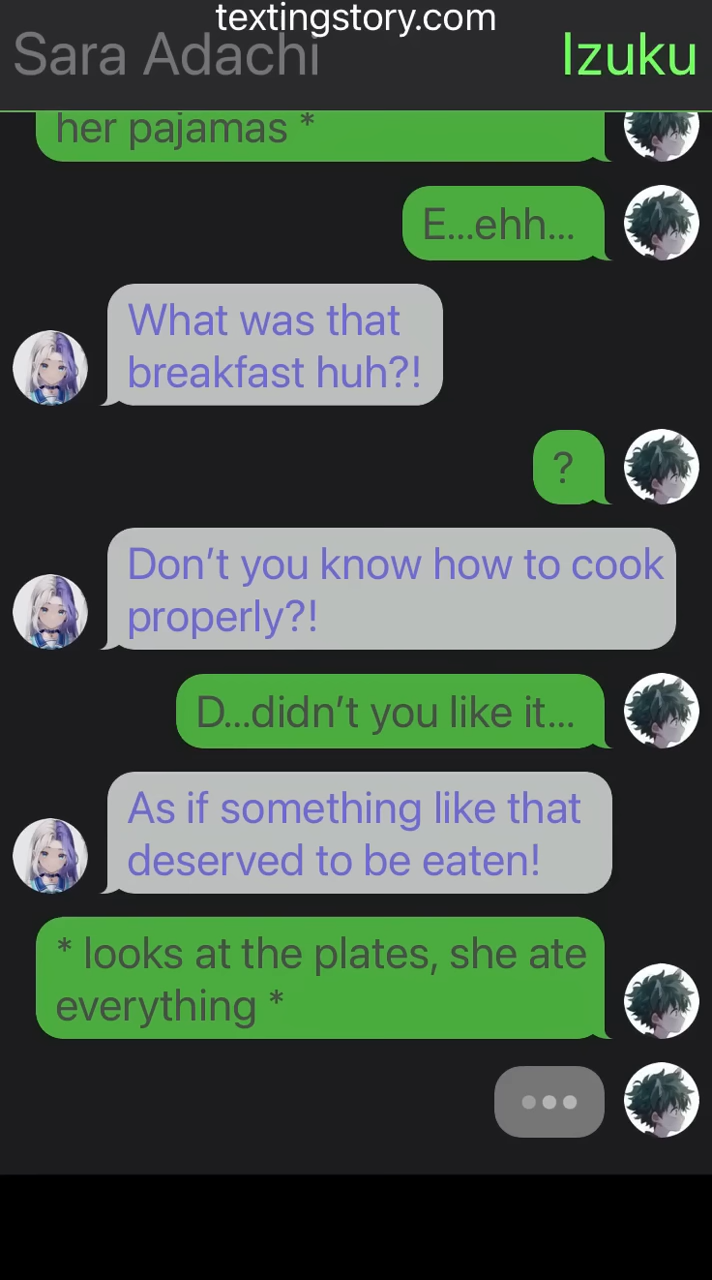 textingstory.com
Sara Adachi
Izuku
her pajamas *
E...ehh...
What was that
breakfast huh?!
?
Don’t you know how to cook
properly?!
D...didn’t you like it...
As if something like that
deserved to be eaten!
* looks at the plates, she ate
everything *